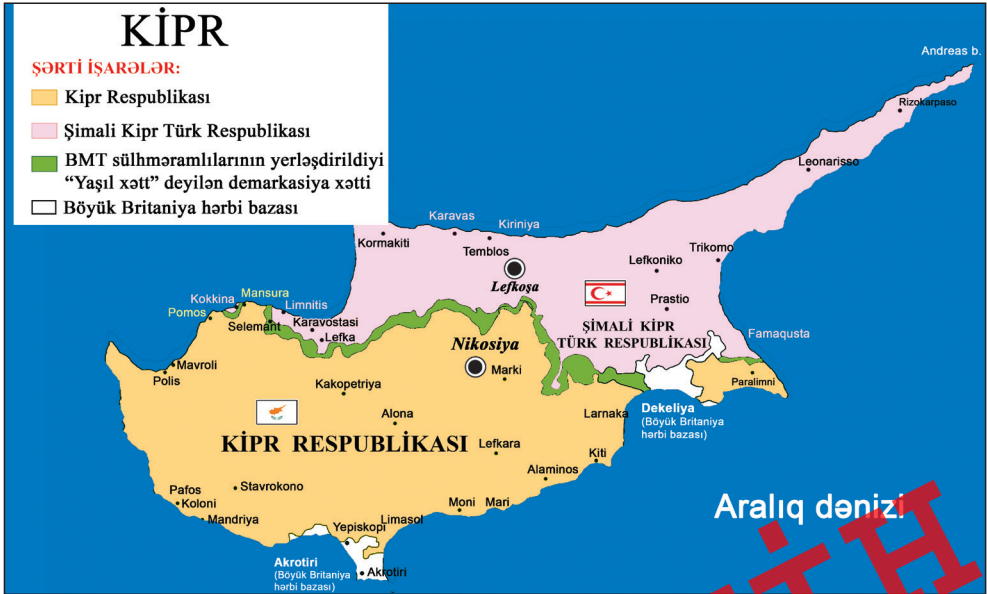 KİPR
ŞƏRTİ İŞARƏLƏR:
Kipr Respublikası
Şimali Kipr Türk Respublikası
BMT sülhməramlılarının yerləşdirildiyi
“Yaşıl xətt” deyilən demarkasiya xətti
Böyük Britaniya hərbi bazası
Andreas b.
Rizokarpaso
Leonarisso
Karavas
Kiriniya
Kormakiti
Temblos
Trikomo
Lefkoniko
Lefkoşa
Prastio
Kokkina
Mansura
Limnitis
Pomos
Selemant
Karavostasi
Lefka
ŞİMALİ KİPR
TÜRK RESPUBLIKASI
Famaqusta
Nikosiya
Marki
Mavroli
Polis
Kakopetriya
Paralimni
Alona
Larnaka
Dekeliya
(Böyük Britaniya
hərbi bazası)
KİPR RESPUBLİKASI
Lefkara
Kiti
Alaminos
Stavrokono
Pafos
Koloni
Mandriya
Moni
Mari
Limasol
Yepiskopi
Aralıq dənizi
Akrotiri
(Böyük Britaniya
hərbi bazası)
Akrotiri
İH